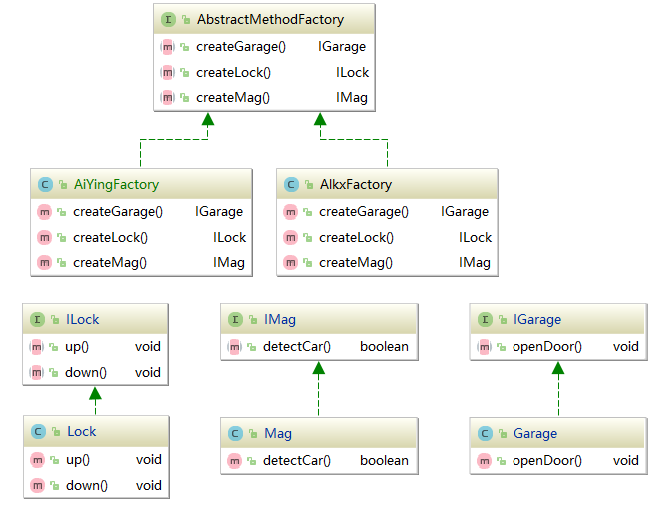 I AbstractMethodFactory
m createGarage() IGarage
m createLock() ILock
m createMag() IMag
C AiYingFactory
m createGarage() IGarage
m createLock() ILock
m createMag() IMag
C AlkxFactory
m createGarage() IGarage
m createLock() ILock
m createMag() IMag
I ILock
m up() void
m down() void
I IMag
m detectCar() boolean
I IGarage
m openDoor() void
C Lock
m up() void
m down() void
C Mag
m detectCar() boolean
C Garage
m openDoor() void